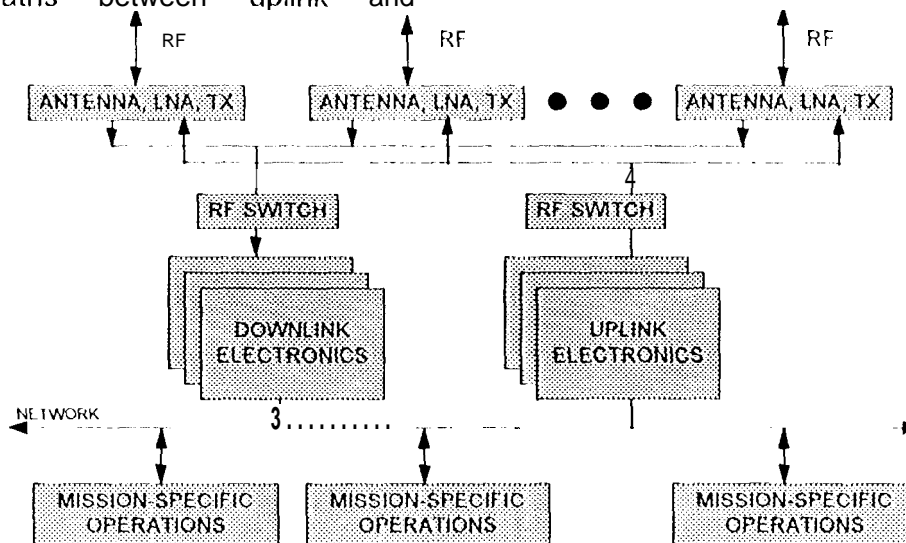 between uplink and
RF RF RF
ANTENNA, LNA, TX ANTENNA, LNA, TX ● ● ● ANTENNA, LNA, TX
4
RF SWITCH RF SWITCH
DOWNLINK
ELECTRONICS
UPLINK
ELECTRONICS
NETWORK
3..........
MISSION-SPECIFIC
OPERATIONS
MISSION-SPECIFIC
OPERATIONS
MISSION-SPECIFIC
OPERATIONS